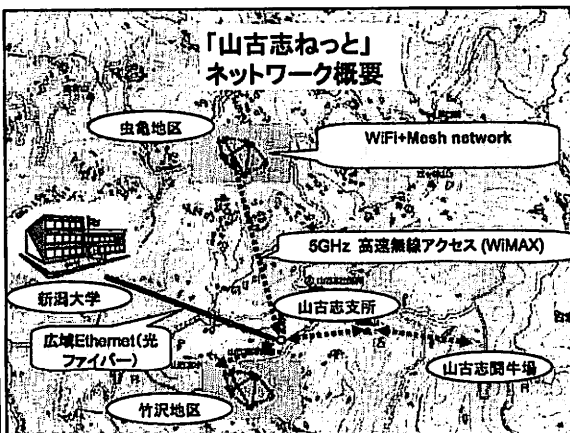 「山古志ねっと」
ネットワーク概要
虫亀地区
WiFi+Mesh network
5GHz 高速無線アクセス (WiMAX)
新潟大学
山古志支所
広域Ethernet(光
ファイバー)
山古志闘牛場
竹沢地区